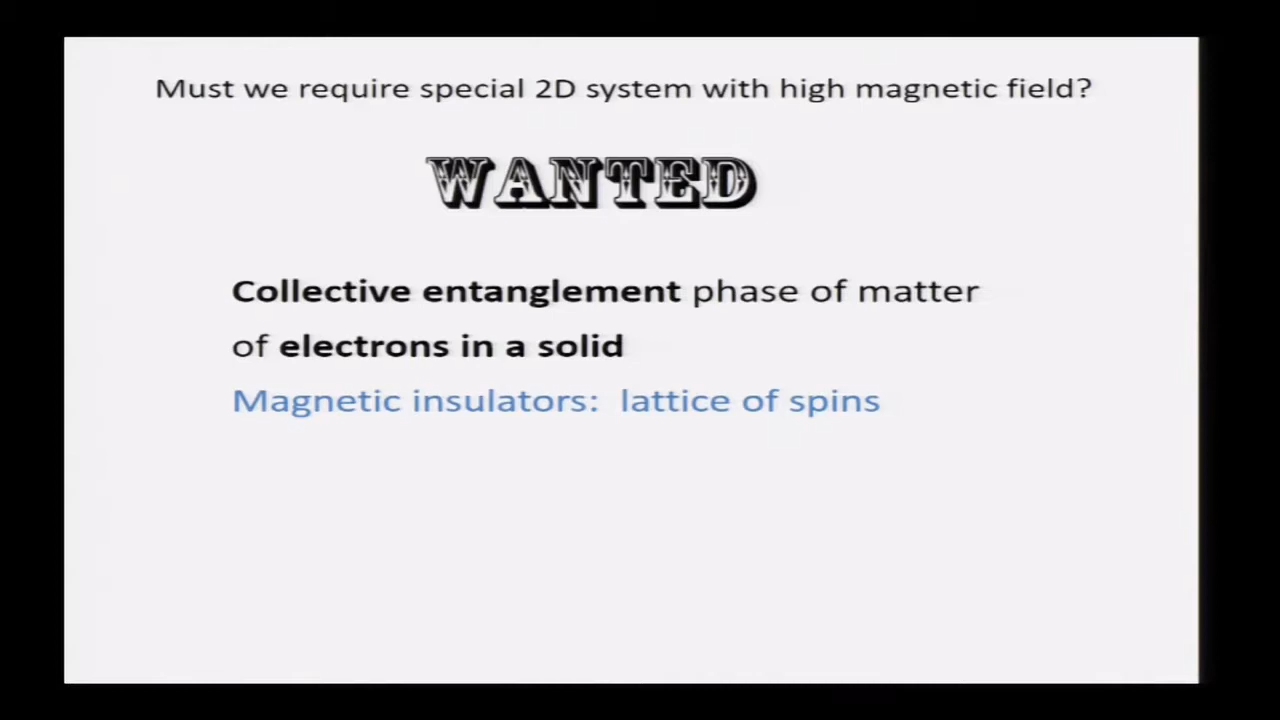 Must we require special 2D system with high magnetic field?
WANTED
Collective entanglement phase of matter
of electrons in a solid
Magnetic insulators: lattice of spins